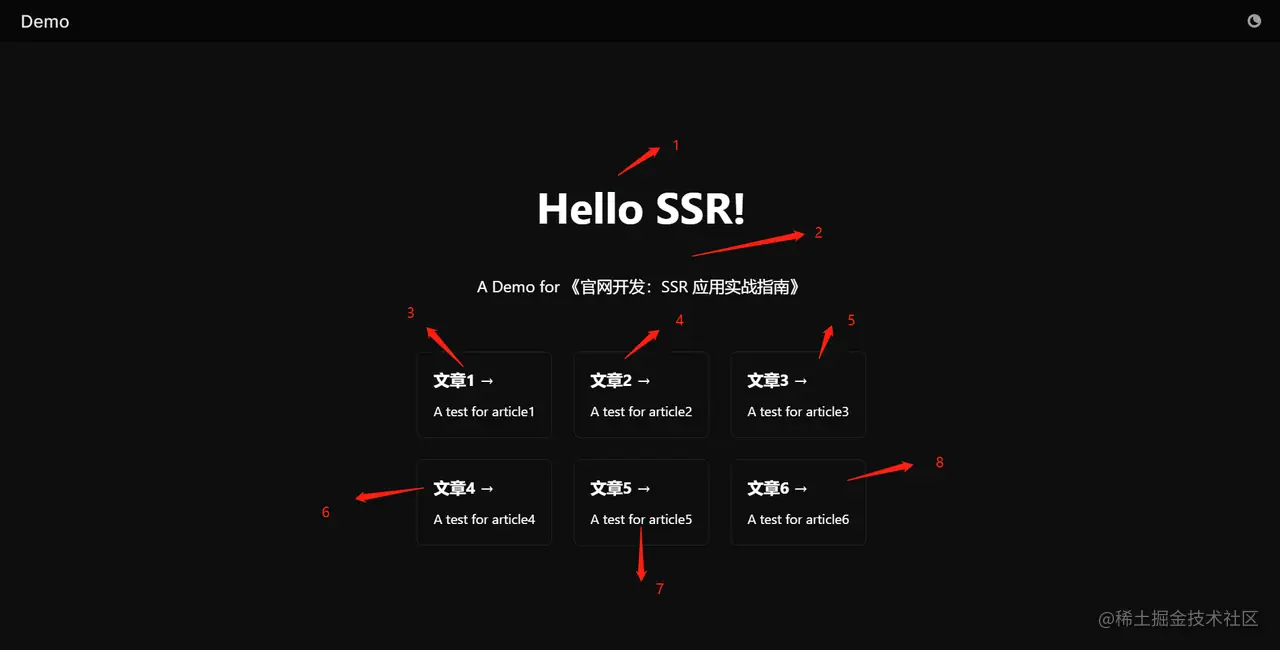 Demo
1
Hello SSR!
2
A Demo for 《官网开发：SSR 应用实战指南》
3
4
5
文章1 →
文章2 →
文章3 →
A test for article1
A test for article2
A test for article3
8
文章4 →
文章5 →
文章6 →
6
A test for article4
A test for article5
A test for article6
7
@稀土掘金技术社区